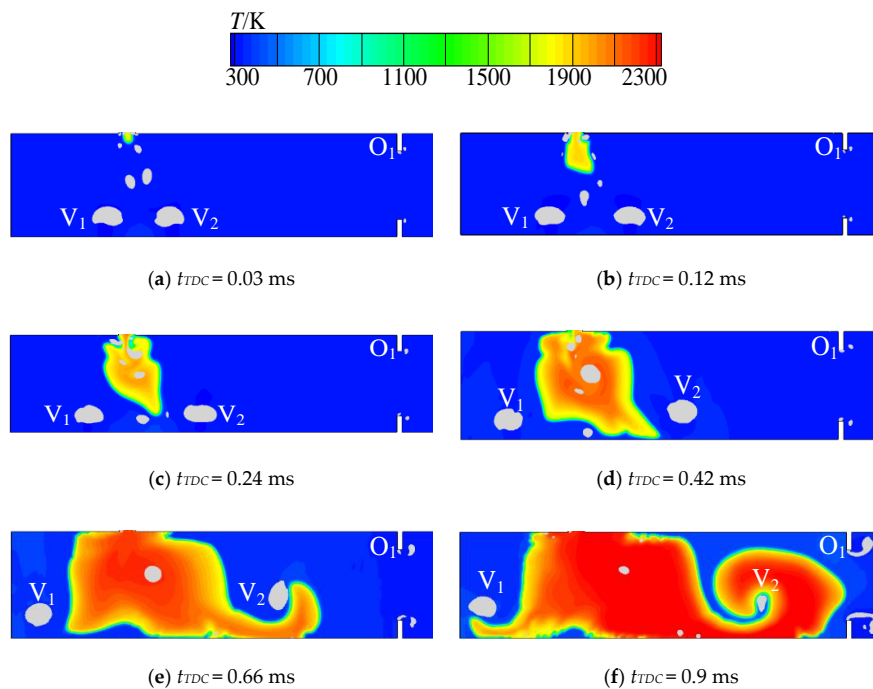 T/K
300 700 1100 1500 1900 2300
O1 O1
V1 V2 V1 V2
(a) tTDC = 0.03 ms (b) tTDC = 0.12 ms
O1 O1
V1 V2 V1 V2
(c) tTDC = 0.24 ms (d) tTDC = 0.42 ms
O1 O1
V1 V2 V1 V2
(e) tTDC = 0.66 ms (f) tTDC = 0.9 ms